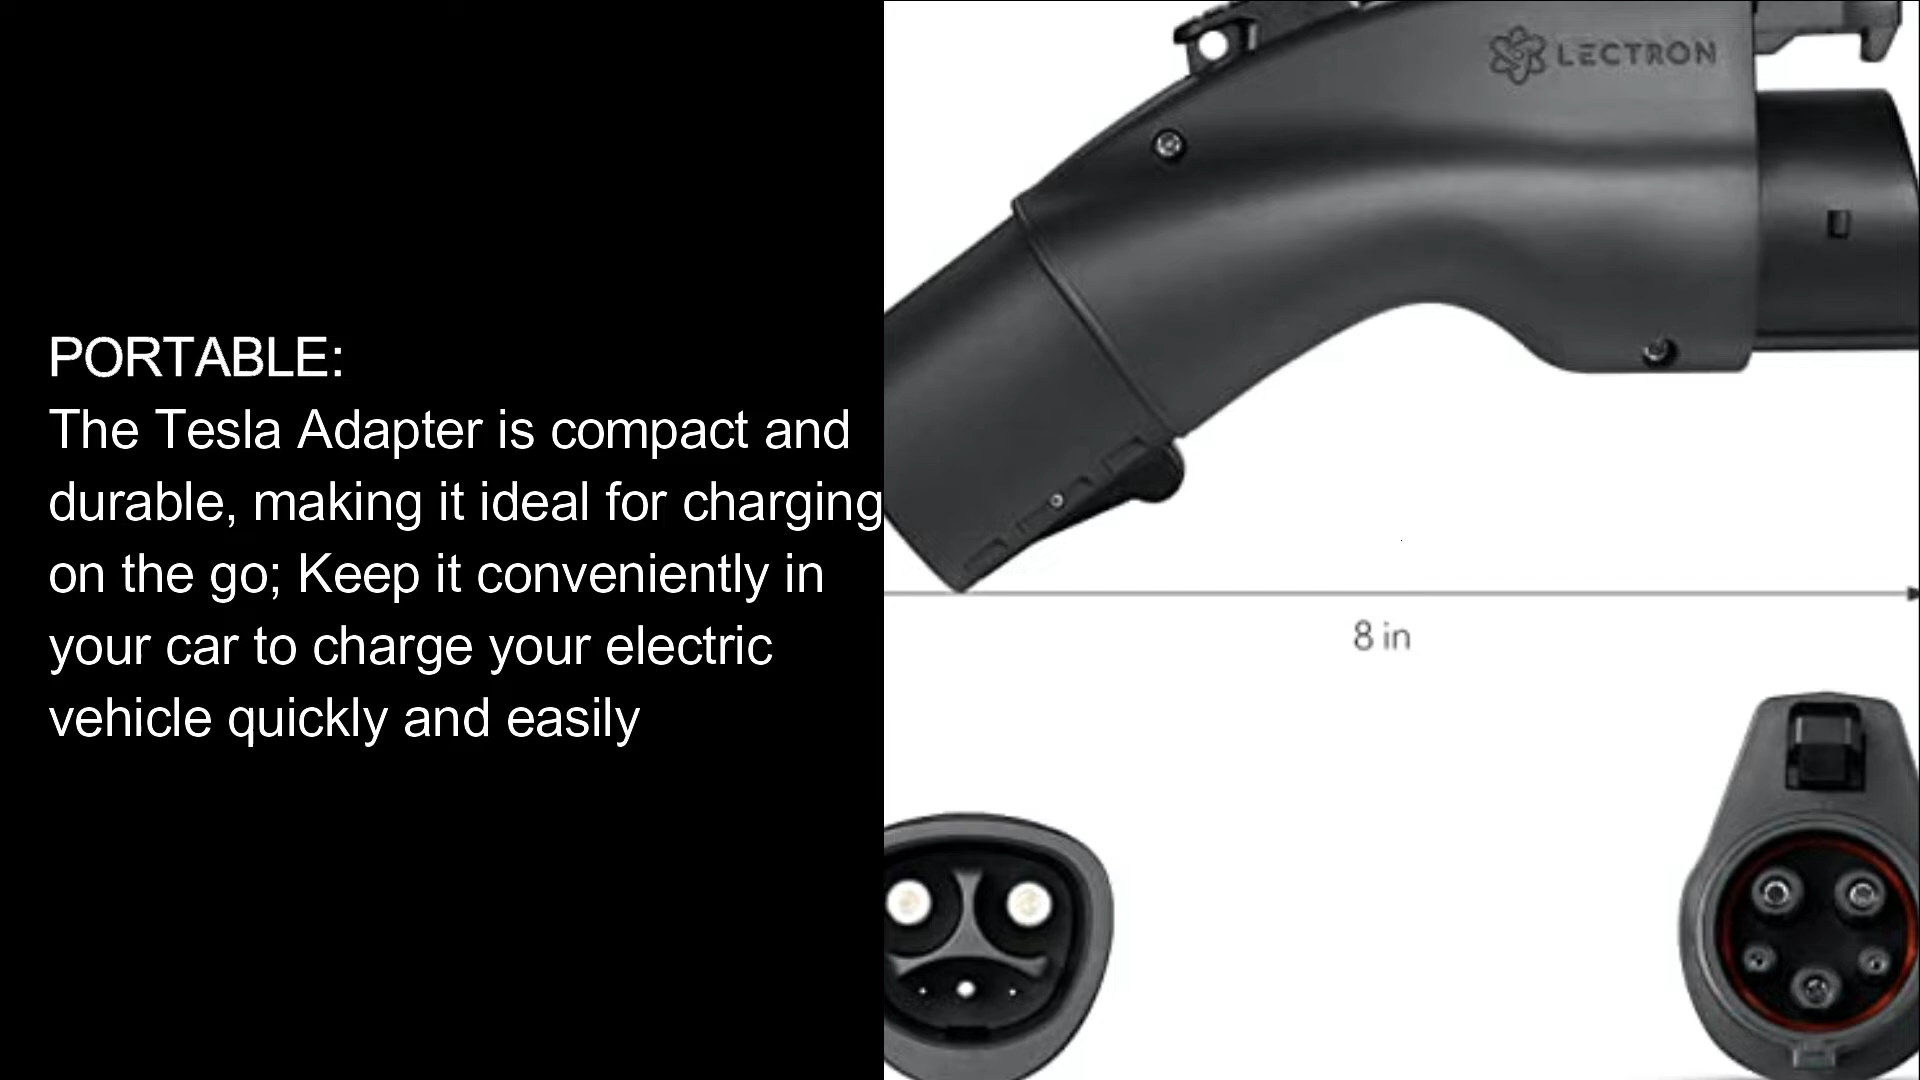 PORTABLE:
The Tesla Adapter is compact and
durable, making it ideal for charging
on the go; Keep it conveniently in
your car to charge your electric
vehicle quickly and easily
LECTRON
8 in